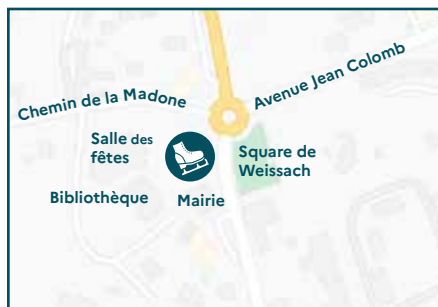 Avenue Jean Colomb
Chemin de la Madone
Salle des
fêtes
Square de
Weissach
Bibliothèque
Mairie